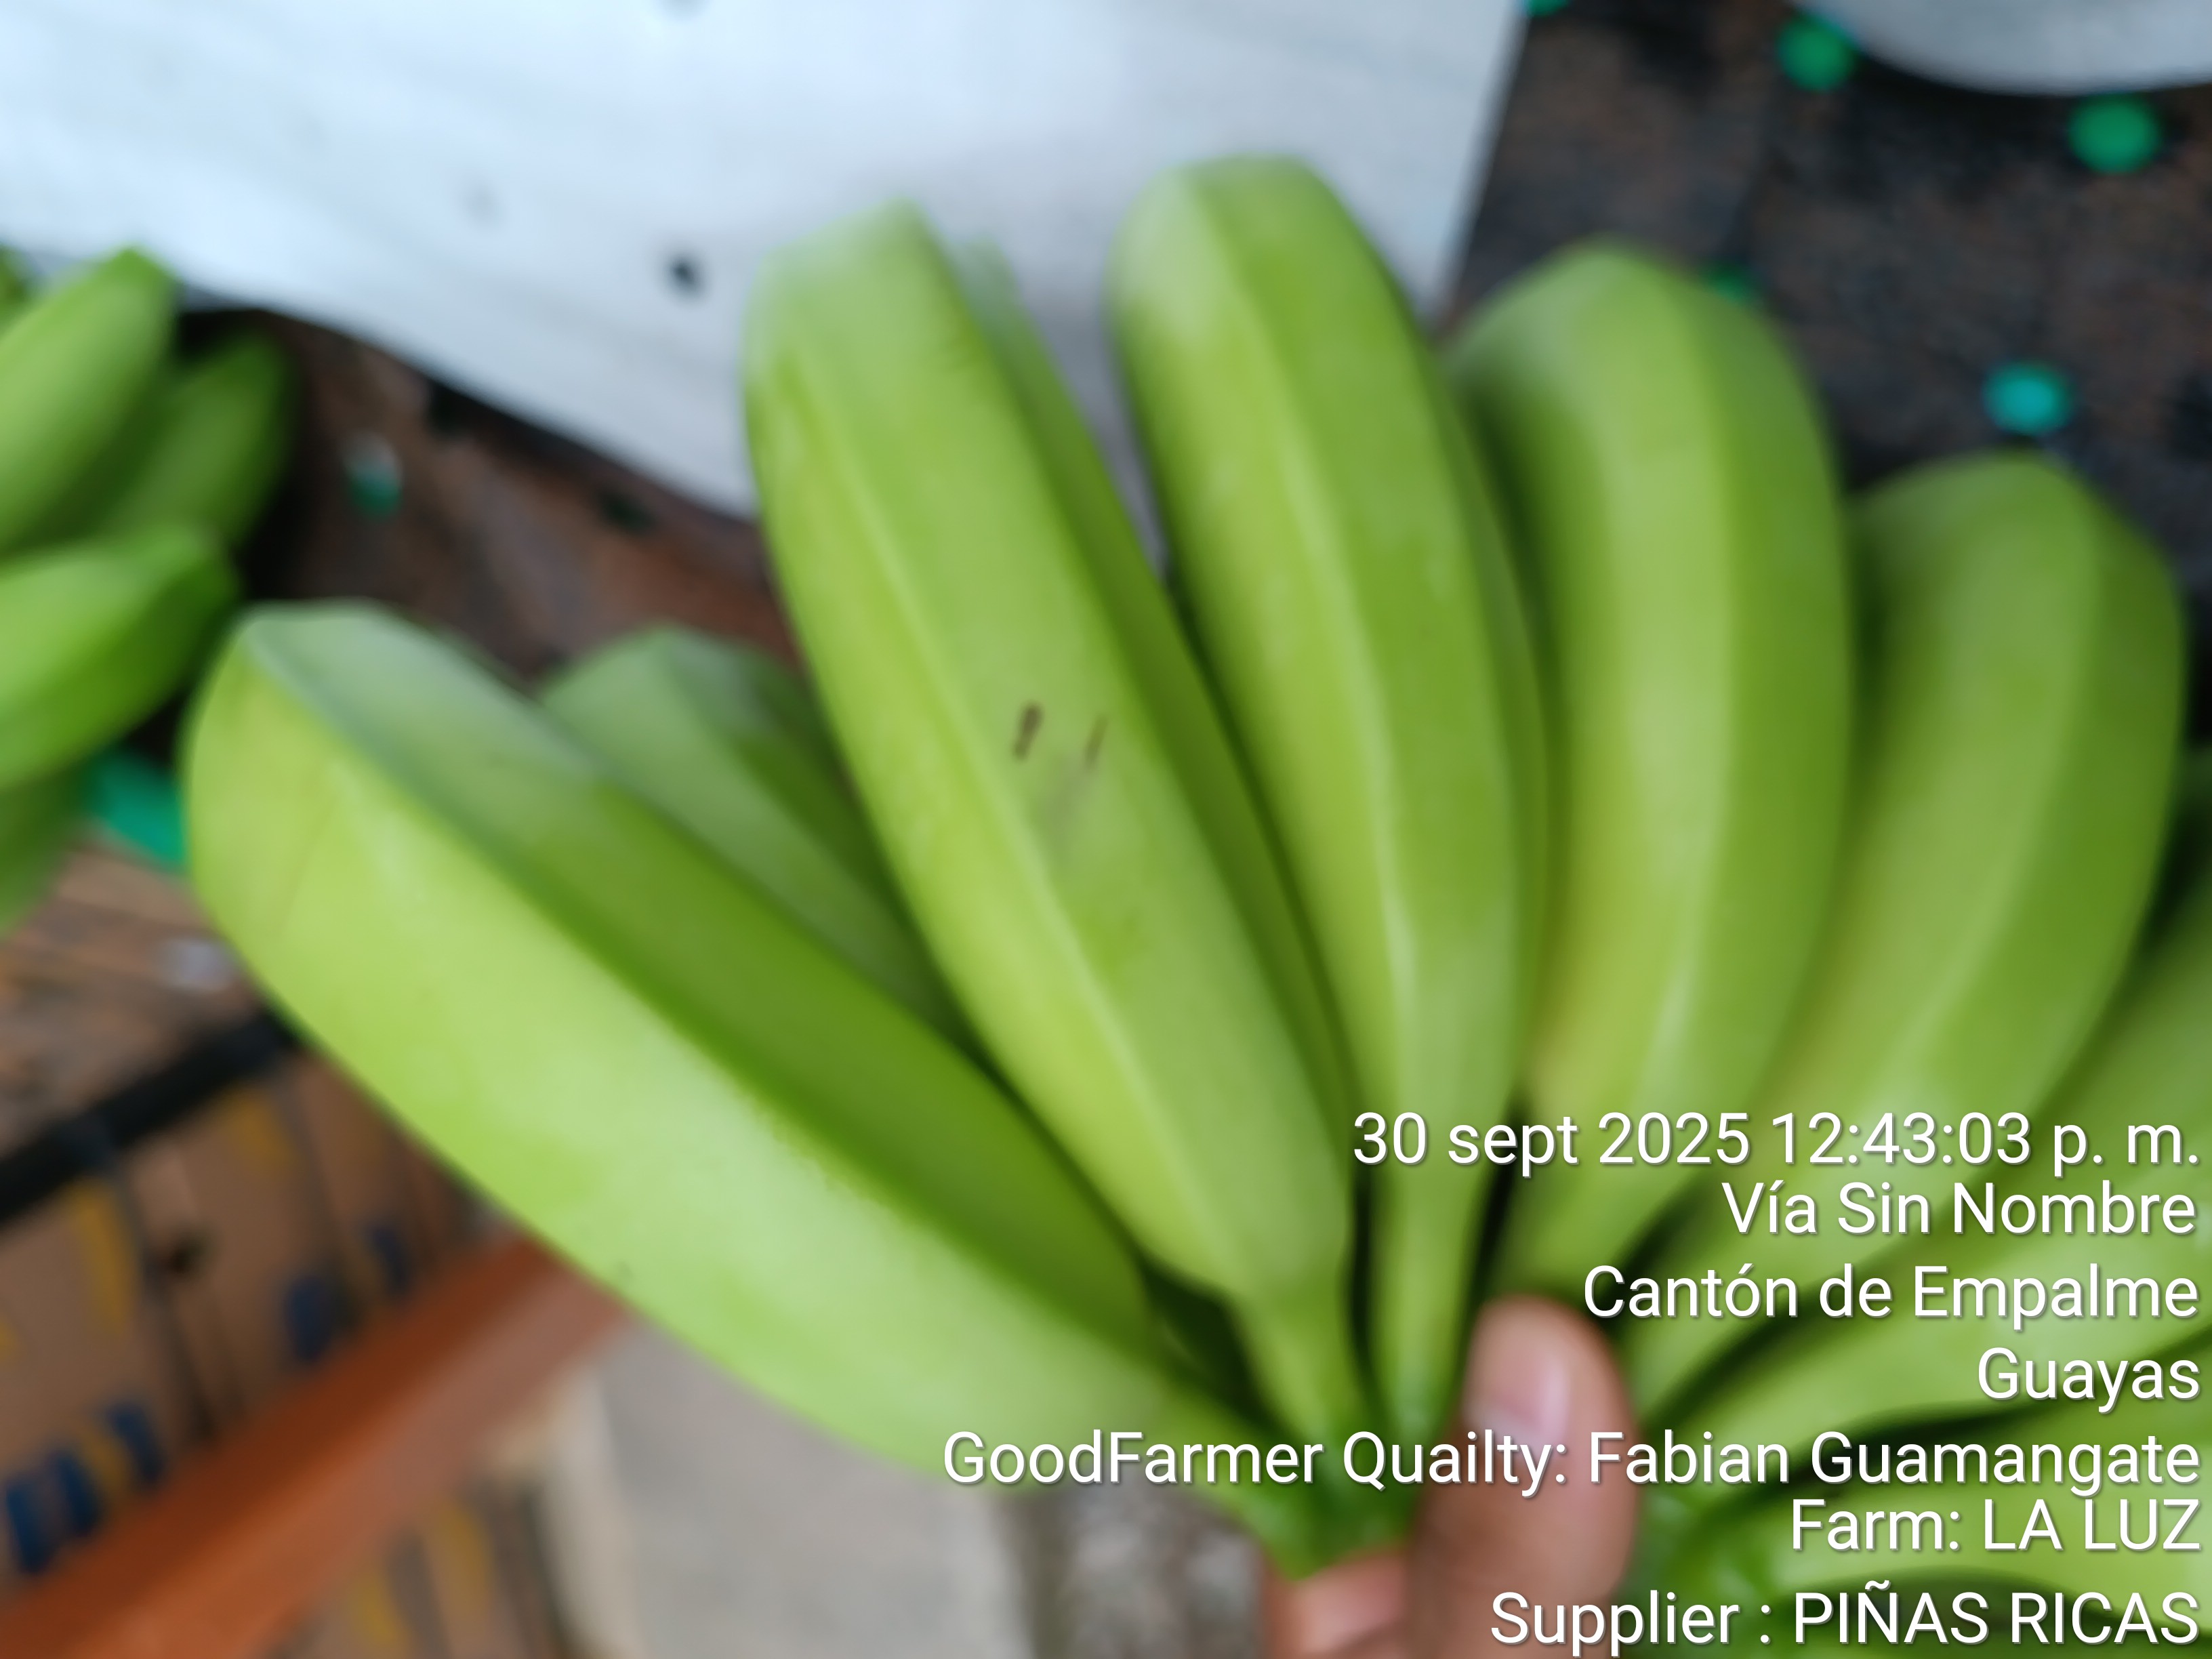 30 sept 2025 12:43:03 p. m.
Vía Sin Nombre
Cantón de Empalme
Guayas
GoodFarmer Quailty: Fabian Guamangate
Farm: LA LUZ
Supplier : PIÑAS RICAS